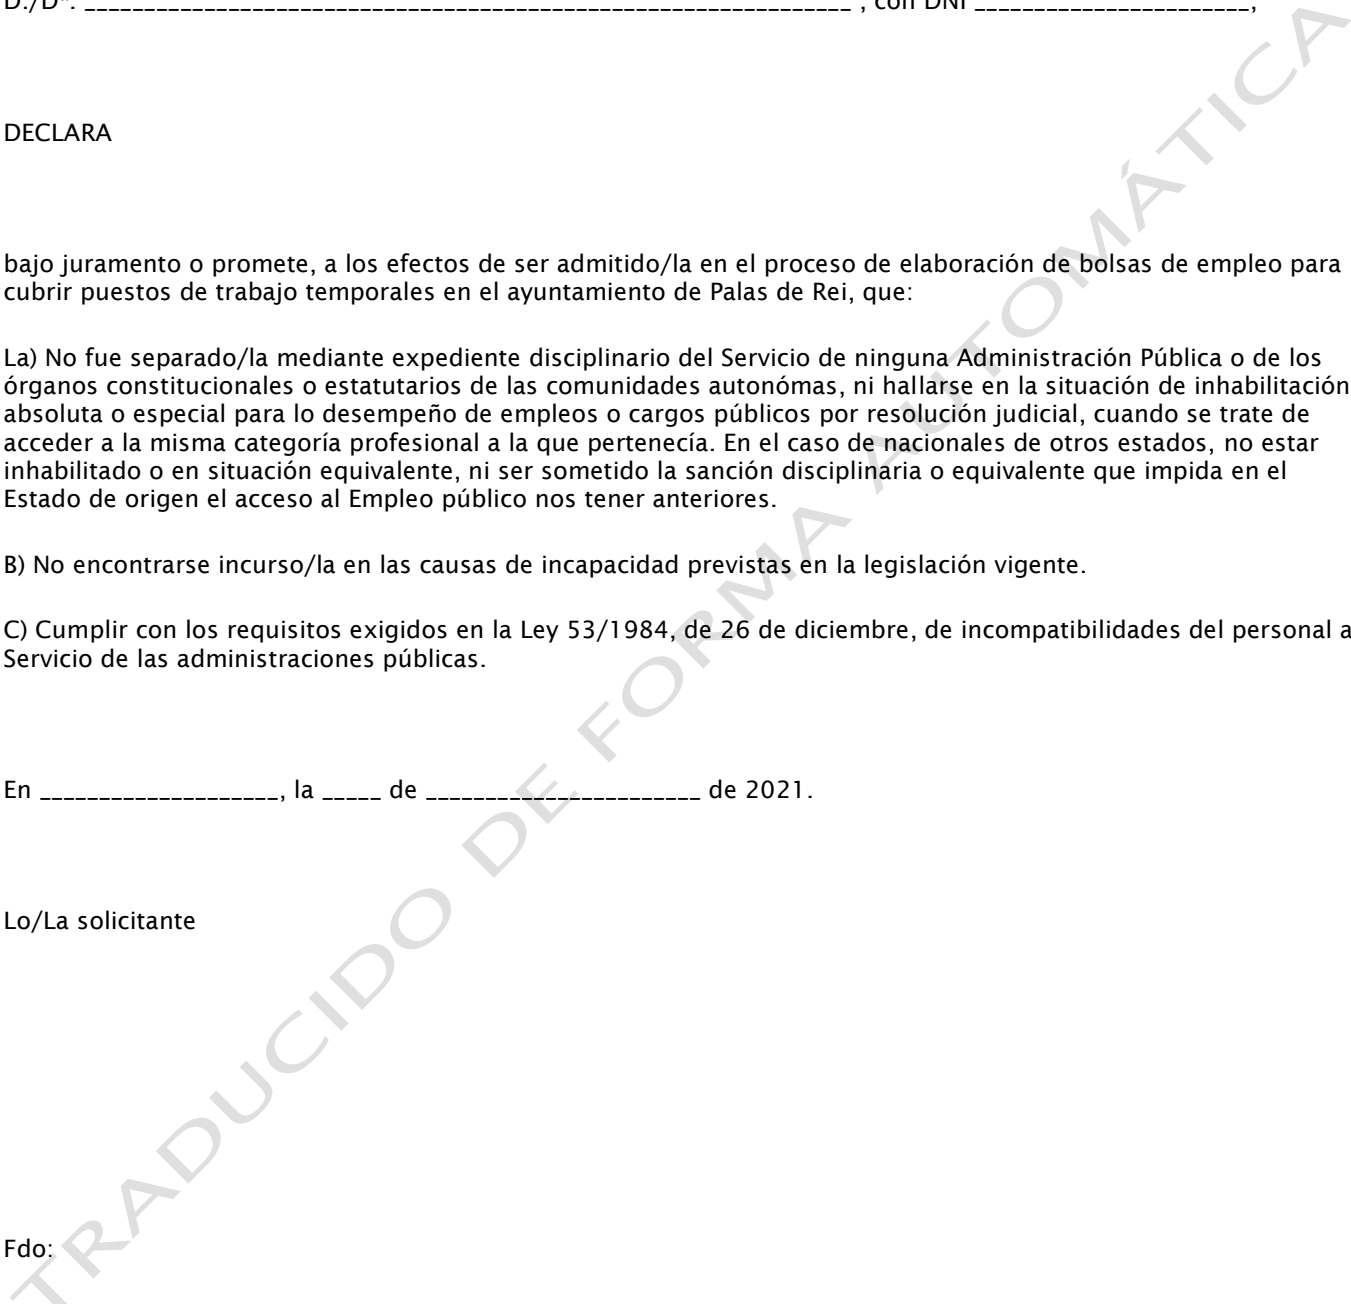 D./Dª. _________________________________________________________________ , con DNI _______________________,
DECLARA
bajo juramento o promete, a los efectos de ser admitido/la en el proceso de elaboración de bolsas de empleo para
cubrir puestos de trabajo temporales en el ayuntamiento de Palas de Rei, que:
La) No fue separado/la mediante expediente disciplinario del Servicio de ninguna Administración Pública o de los
órganos constitucionales o estatutarios de las comunidades autonómas, ni hallarse en la situación de inhabilitación
absoluta o especial para lo desempeño de empleos o cargos públicos por resolución judicial, cuando se trate de
acceder a la misma categoría profesional a la que pertenecía. En el caso de nacionales de otros estados, no estar
inhabilitado o en situación equivalente, ni ser sometido la sanción disciplinaria o equivalente que impida en el
Estado de origen el acceso al Empleo público nos tener anteriores.
B) No encontrarse incurso/la en las causas de incapacidad previstas en la legislación vigente.
C) Cumplir con los requisitos exigidos en la Ley 53/1984, de 26 de diciembre, de incompatibilidades del personal a
Servicio de las administraciones públicas.
En ____________________, la _____ de _______________________ de 2021.
Lo/La solicitante
Fdo:
TRADUCIDO DE FORMA AUTOMÁTICA